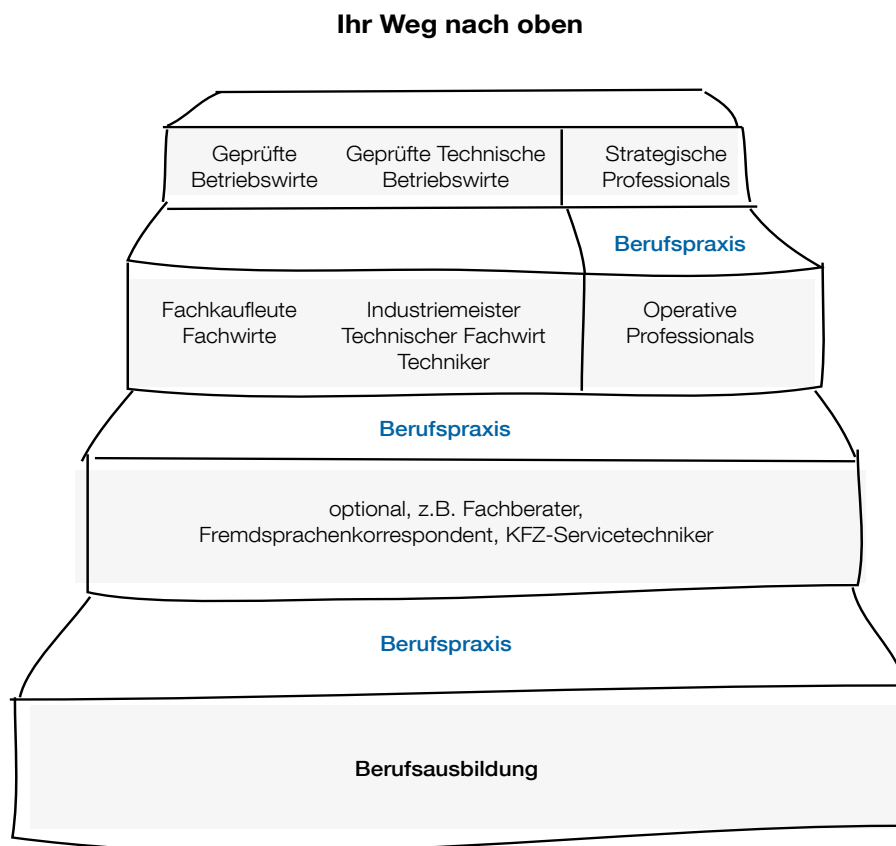 Ihr Weg nach oben
Geprüfte
Betriebswirte
Geprüfte Technische
Betriebswirte
Strategische
Professionals
Berufspraxis
Fachkaufleute
Fachwirte
Industriemeister
Technischer Fachwirt
Techniker
Operative
Professionals
Berufspraxis
optional, z.B. Fachberater,
Fremdsprachenkorrespondent, KFZ-Servicetechniker
Berufspraxis
Berufsausbildung